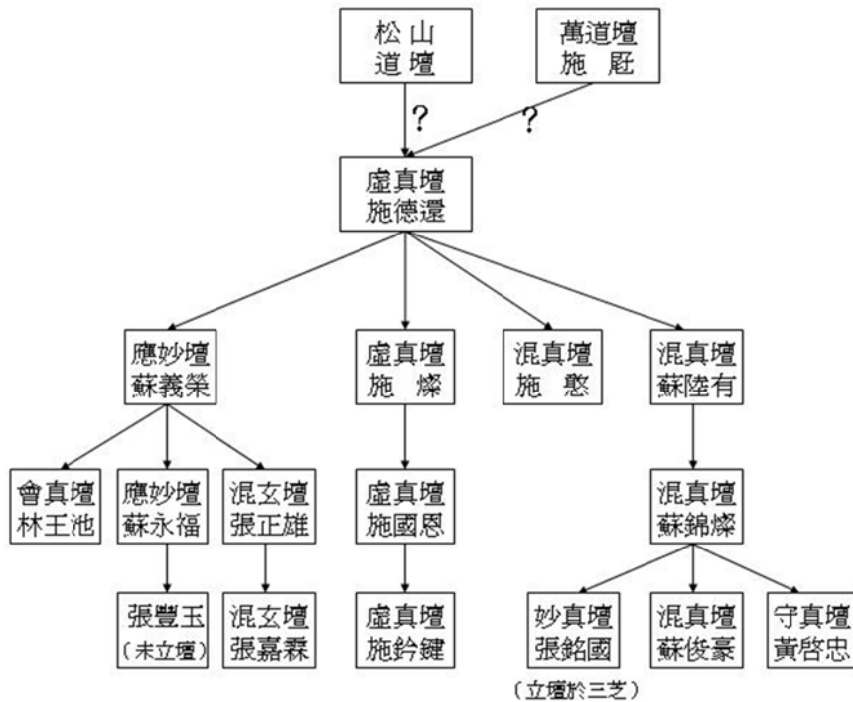 松山
道壇
萬道壇
施 厩
?
?
虛真壇
施德還
應妙壇
蘇義榮
虛真壇
施 燦
混真壇
施 憨
混真壇
蘇陸有
會真壇
林王池
應妙壇
蘇永福
混玄壇
張正雄
虛真壇
施國恩
混真壇
蘇錦燦
張豐玉
(未立壇)
混玄壇
張嘉霖
虛真壇
施鈐鍵
妙真壇
張銘國
(立壇於三芝)
混真壇
蘇俊豪
守真壇
黃啓忠